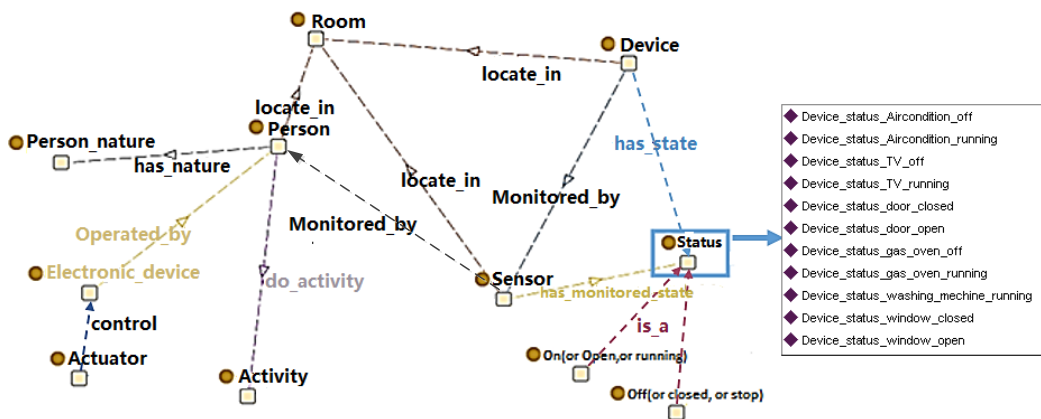 Room
Device
locate_in
locate_in
Person
Person_nature
has_nature
has_state
locate_in
Monitored_by
Monitored_by
Operated_by
Electronic_device
do_activity
Sensor
Status
has_monitored_state
control
is_a
Actuator
Activity
On(or Open,or running)
Off(or closed, or stop)
Device_status_Aircondition_off
Device_status_Aircondition_running
Device_status_TV_off
Device_status_TV_running
Device_status_door_closed
Device_status_door_open
Device_status_gas_oven_off
Device_status_gas_oven_running
Device_status_washing_mechine_running
Device_status_window_closed
Device_status_window_open